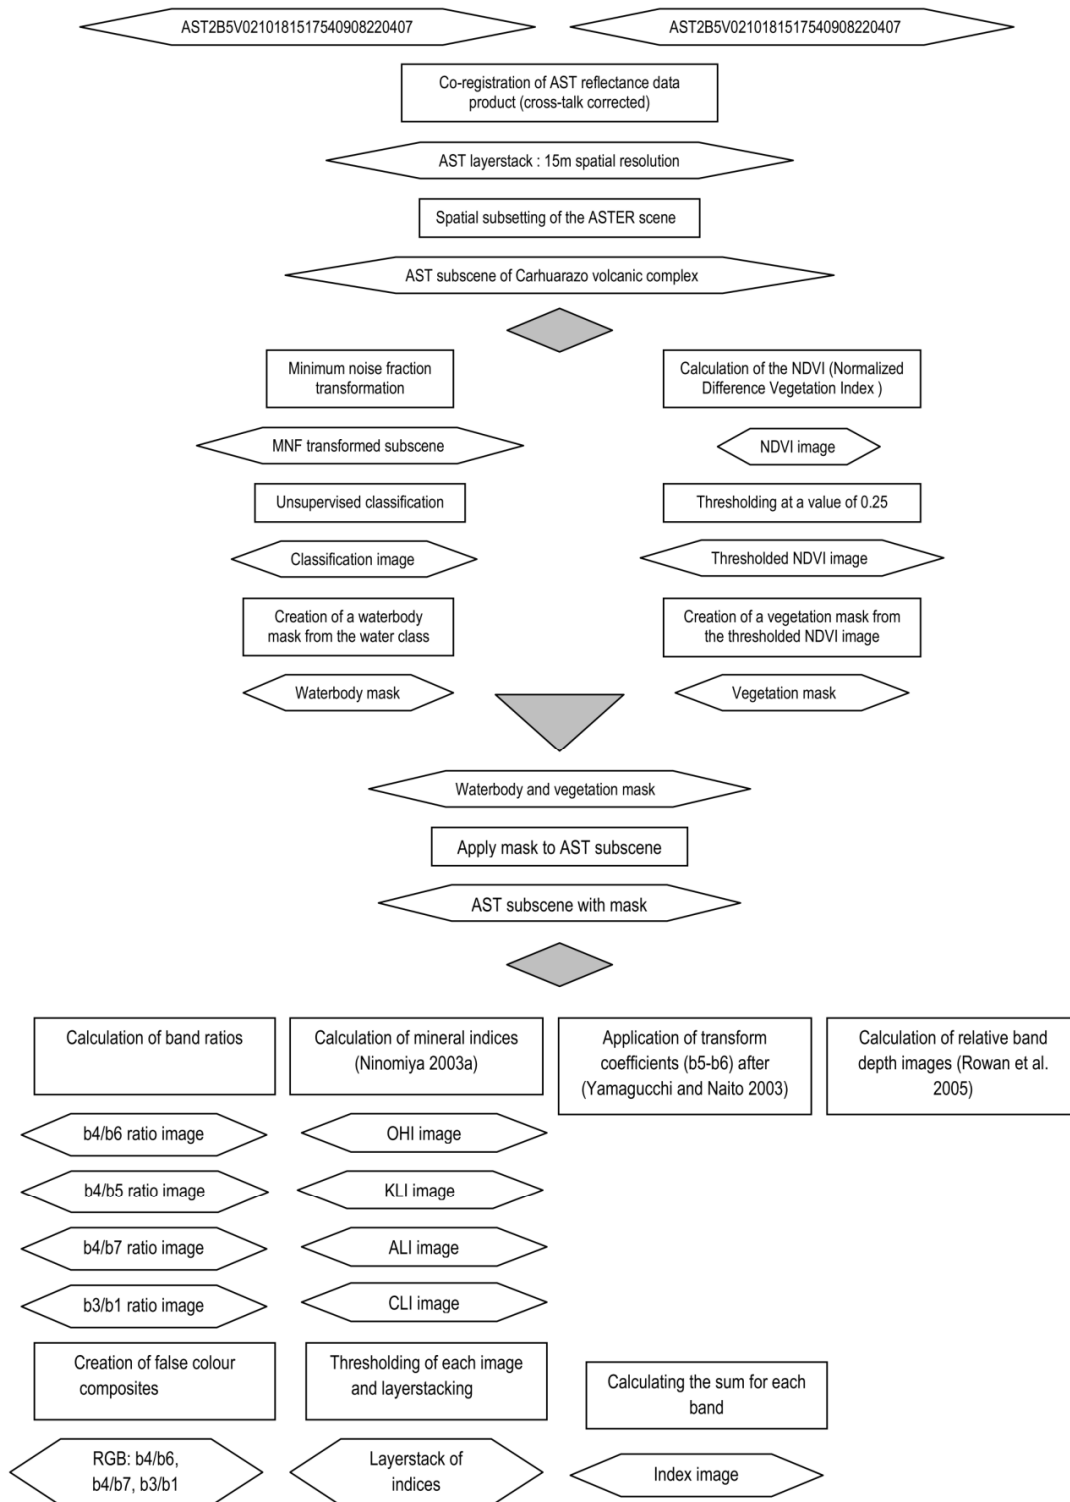 AST2B5V0210181517540908220407
AST2B5V0210181517540908220407
Co-registration of AST reflectance data
product (cross-talk corrected)
AST layerstack : 15m spatial resolution
Spatial subsetting of the ASTER scene
AST subscene of Carhuarazo volcanic complex
Minimum noise fraction
transformation
Calculation of the NDVI (Normalized
Difference Vegetation Index )
MNF transformed subscene
NDVI image
Unsupervised classification
Thresholding at a value of 0.25
Classification image
Thresholded NDVI image
Creation of a waterbody
mask from the water class
Creation of a vegetation mask from
the thresholded NDVI image
Waterbody mask
Vegetation mask
Waterbody and vegetation mask
Apply mask to AST subscene
AST subscene with mask
Calculation of band ratios
Calculation of mineral indices
(Ninomiya 2003a)
Application of transform
coefficients (b5-b6) after
(Yamagucchi and Naito 2003)
Calculation of relative band
depth images (Rowan et al.
2005)
b4/b6 ratio image
OHI image
b4/b5 ratio image
KLI image
b4/b7 ratio image
ALI image
b3/b1 ratio image
CLI image
Creation of false colour
composites
Thresholding of each image
and layerstacking
Calculating the sum for each
band
RGB: b4/b6,
b4/b7, b3/b1
Layerstack of
indices
Index image